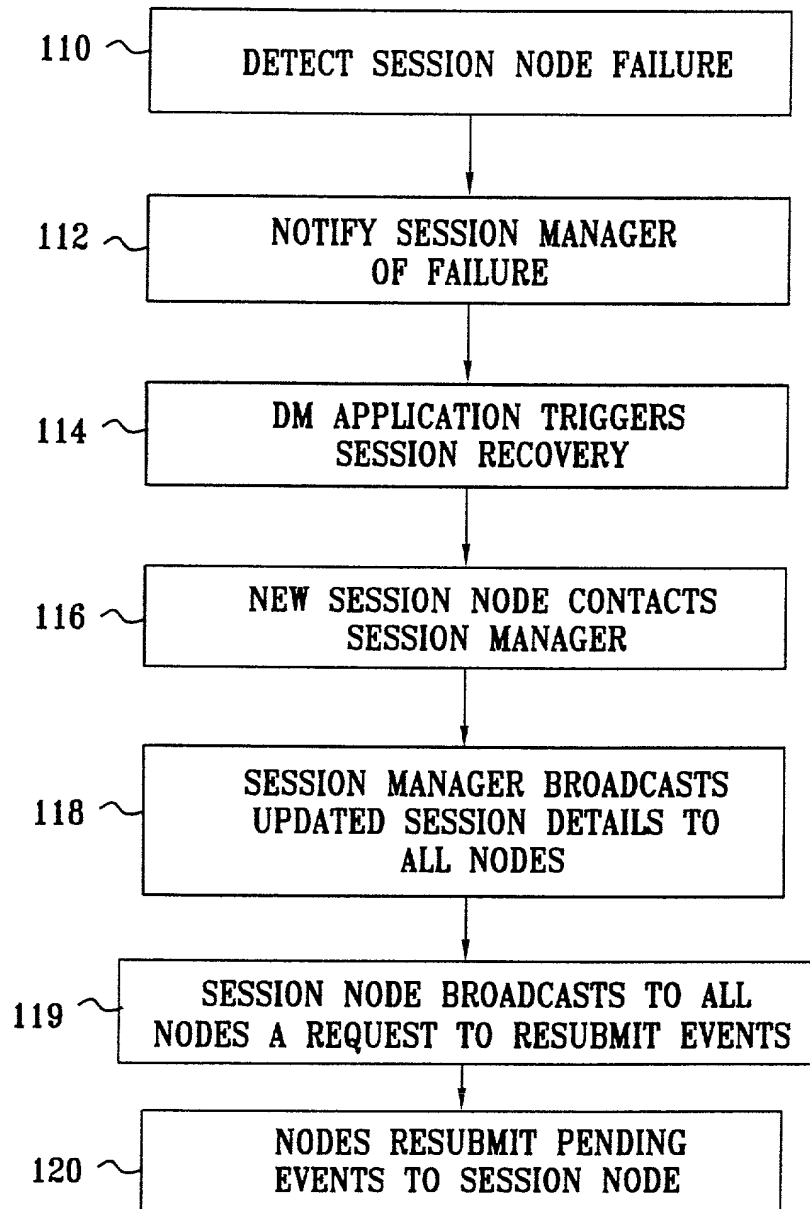 110
DETECT SESSION NODE FAILURE
112
NOTIFY SESSION MANAGER
OF FAILURE
114
DM APPLICATION TRIGGERS
SESSION RECOVERY
116
NEW SESSION NODE CONTACTS
SESSION MANAGER
118
SESSION MANAGER BROADCASTS
UPDATED SESSION DETAILS TO
ALL NODES
119
SESSION NODE BROADCASTS TO ALL
NODES A REQUEST TO RESUBMIT EVENTS
120
NODES RESUBMIT PENDING
EVENTS TO SESSION NODE